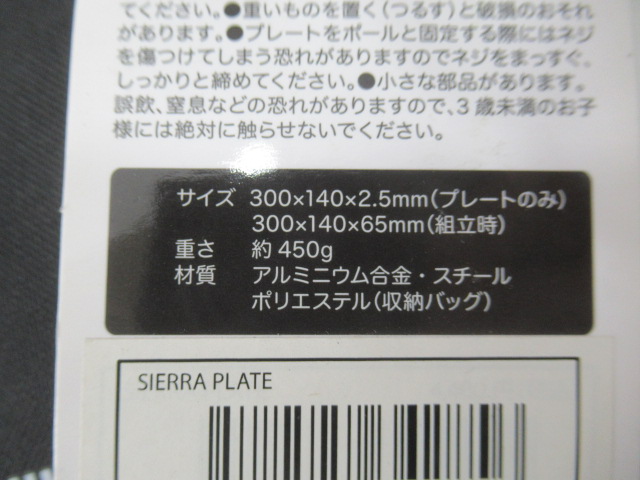 てください。●重いものを置く(つるす)と破損のおそれ
があります。●プレートをポールと固定する際にはネジ
を傷つけてしまう恐れがありますのでネジをまっすぐ、
しっかりと締めてください。●小さな部品があります。
誤飲、窒息などの恐れがありますので、3歳未満のお子
様には絶対に触らせないでください。
サイズ 300×140×2.5mm(プレートのみ)
300×140×65mm(組立時)
重さ 約450g
材質 アルミニウム合金・スチール
ポリエステル(収納バッグ)
SIERRA PLATE